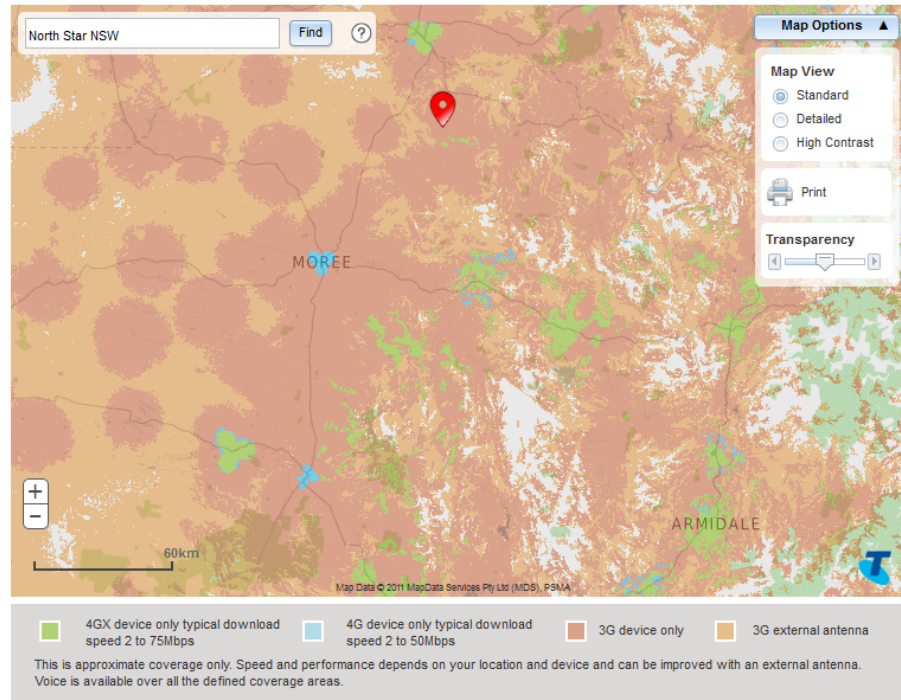 North Star NSW
Find
?
Map Options ▲
Map View
Standard
Detailed
High Contrast
Print
Transparency
MOREE
ARMIDALE
+
−
60km
Map Data © 2011 MapData Services Pty Ltd (MDS), PSMA
T
4GX device only typical download
speed 2 to 75Mbps
4G device only typical download
speed 2 to 50Mbps
3G device only
3G external antenna
This is approximate coverage only. Speed and performance depends on your location and device and can be improved with an external antenna.
Voice is available over all the defined coverage areas.